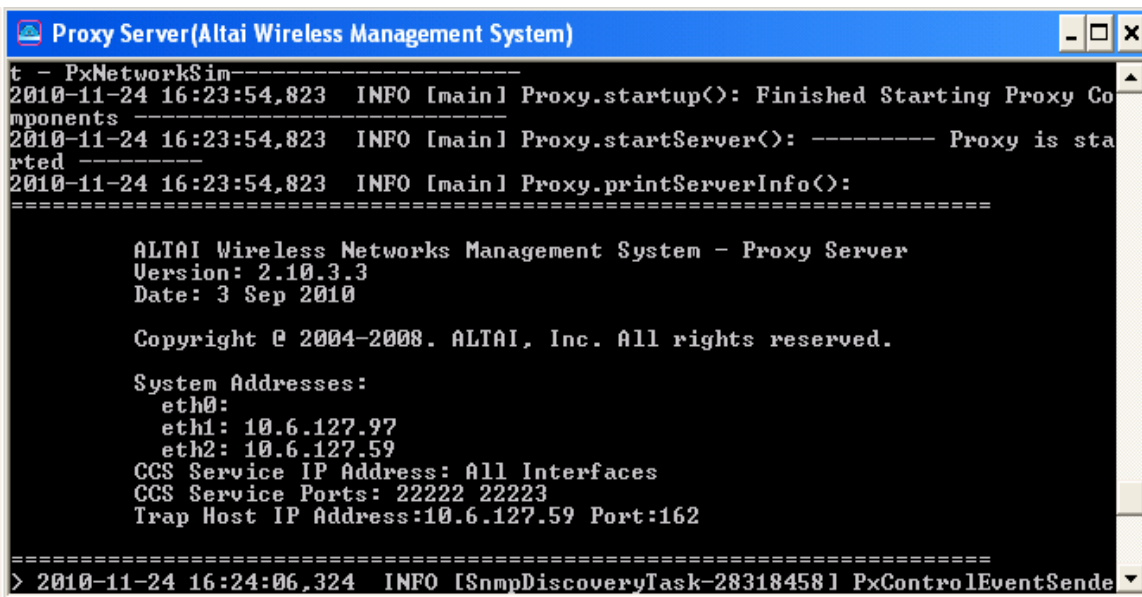 Proxy Server(Altai Wireless Management System)
t - PxNetworkSim---------------------
2010-11-24 16:23:54,823  INFO [main] Proxy.startup(): Finished Starting Proxy Co
mponents ---------------------------
2010-11-24 16:23:54,823  INFO [main] Proxy.startServer(): --------- Proxy is sta
rted ---------
2010-11-24 16:23:54,823  INFO [main] Proxy.printServerInfo():
=======================================================================
ALTAI Wireless Networks Management System - Proxy Server
Version: 2.10.3.3
Date: 3 Sep 2010
Copyright @ 2004-2008. ALTAI, Inc. All rights reserved.
System Addresses:
eth0:
eth1: 10.6.127.97
eth2: 10.6.127.59
CCS Service IP Address: All Interfaces
CCS Service Ports: 22222 22223
Trap Host IP Address:10.6.127.59 Port:162
=======================================================================
> 2010-11-24 16:24:06,324  INFO [SnmpDiscoveryTask-28318458] PxControlEventSende